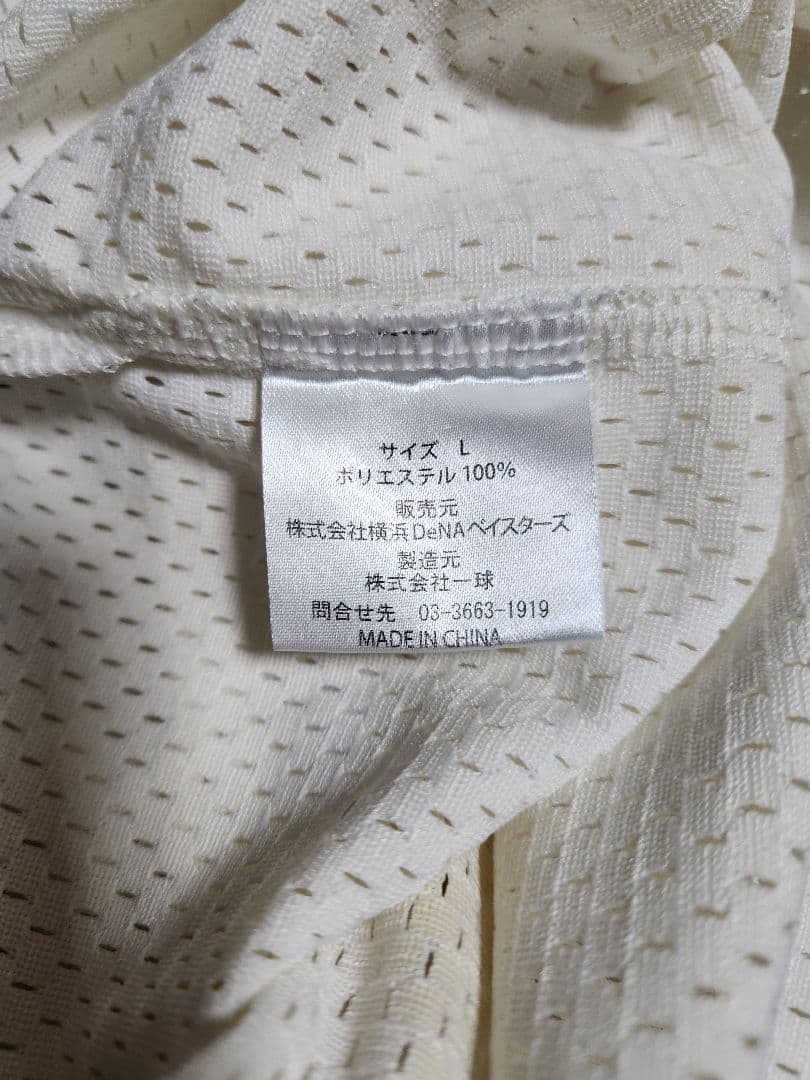 サイズ L
ポリエステル 100%
販売元
株式会社横浜DeNAベイスターズ
製造元
株式会社一球
問合せ先 03-3663-1919
MADE IN CHINA